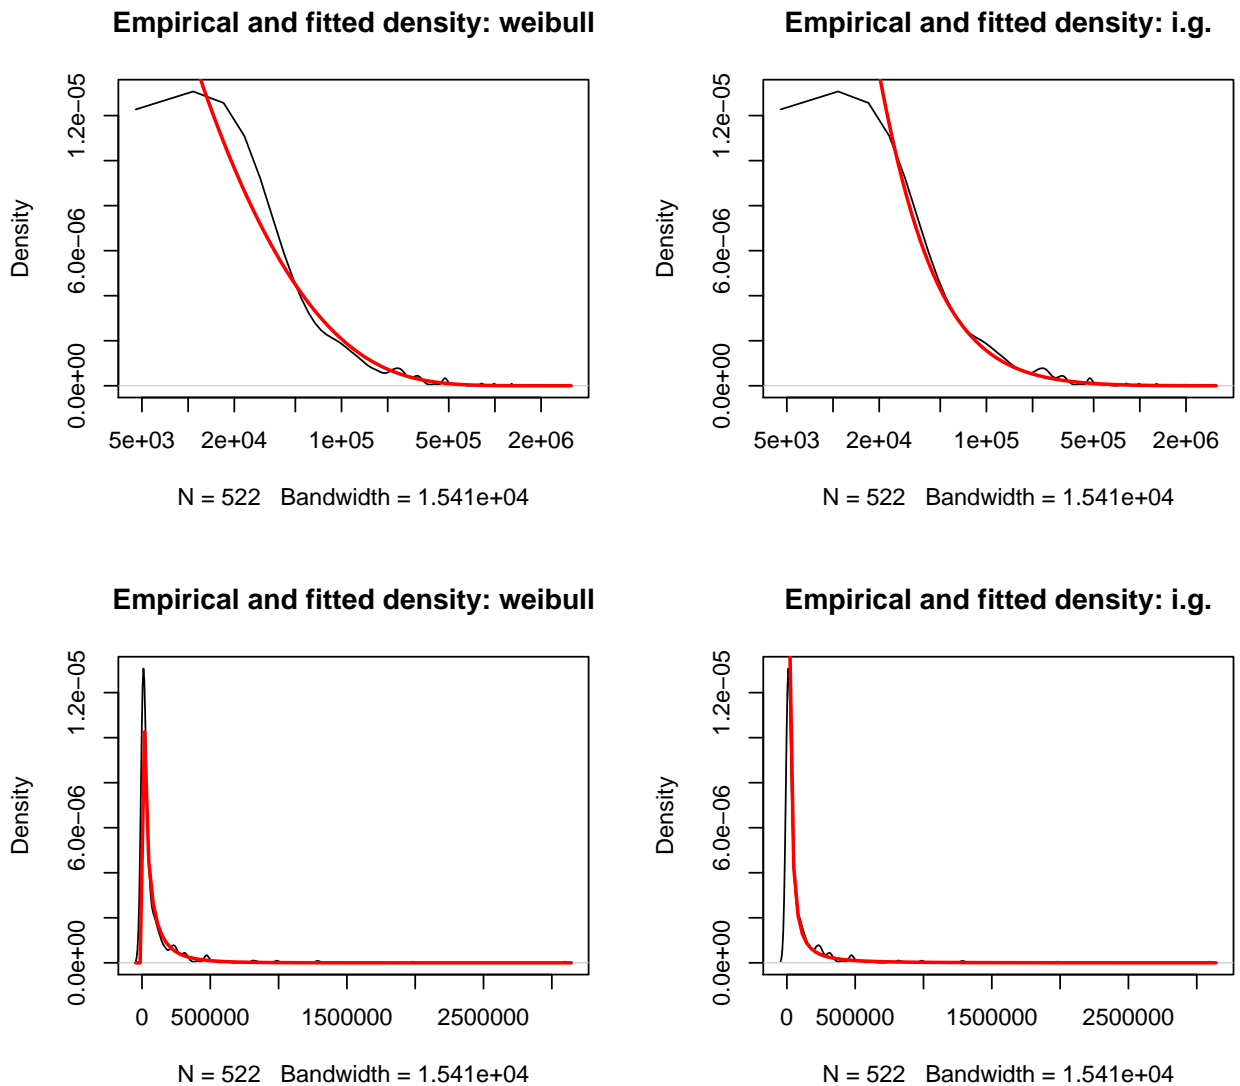 Empirical and fitted density: weibull
Density
0.0e+00 6.0e−06 1.2e−05
5e+03 2e+04 1e+05 5e+05 2e+06
N = 522 Bandwidth = 1.541e+04
Empirical and fitted density: i.g.
Density
0.0e+00 6.0e−06 1.2e−05
5e+03 2e+04 1e+05 5e+05 2e+06
N = 522 Bandwidth = 1.541e+04
Empirical and fitted density: weibull
Density
0.0e+00 6.0e−06 1.2e−05
0 500000 1500000 2500000
N = 522 Bandwidth = 1.541e+04
Empirical and fitted density: i.g.
Density
0.0e+00 6.0e−06 1.2e−05
0 500000 1500000 2500000
N = 522 Bandwidth = 1.541e+04